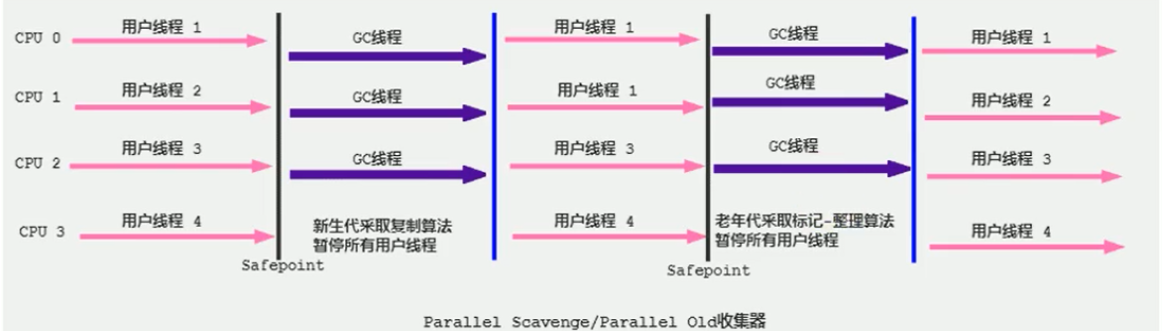 CPU 0
用户线程 1
GC线程
用户线程 1
GC线程
用户线程 1
CPU 1
用户线程 2
GC线程
用户线程 1
GC线程
用户线程 2
CPU 2
用户线程 3
GC线程
用户线程 3
GC线程
用户线程 3
CPU 3
用户线程 4
新生代采取复制算法
暂停所有用户线程
用户线程 4
老年代采取标记-整理算法
暂停所有用户线程
用户线程 4
Safepoint
Safepoint
Parallel Scavenge/Parallel Old收集器